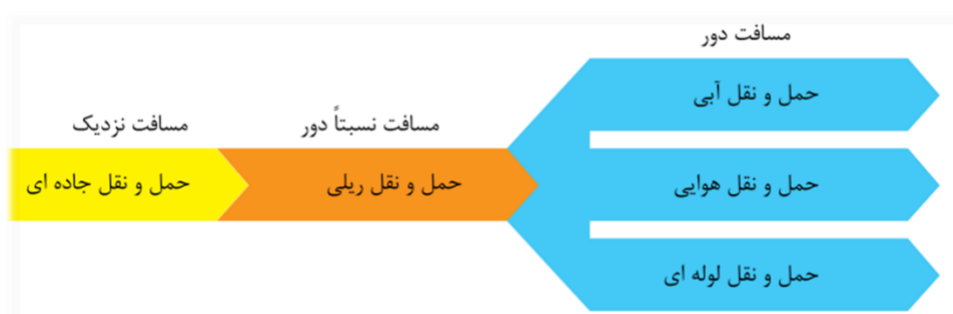 مسافت دور
حمل و نقل آبی
مسافت نسبتاً دور
مسافت نزدیک
حمل و نقل هوایی
حمل و نقل ریلی
حمل و نقل جاده ای
حمل و نقل لوله ای